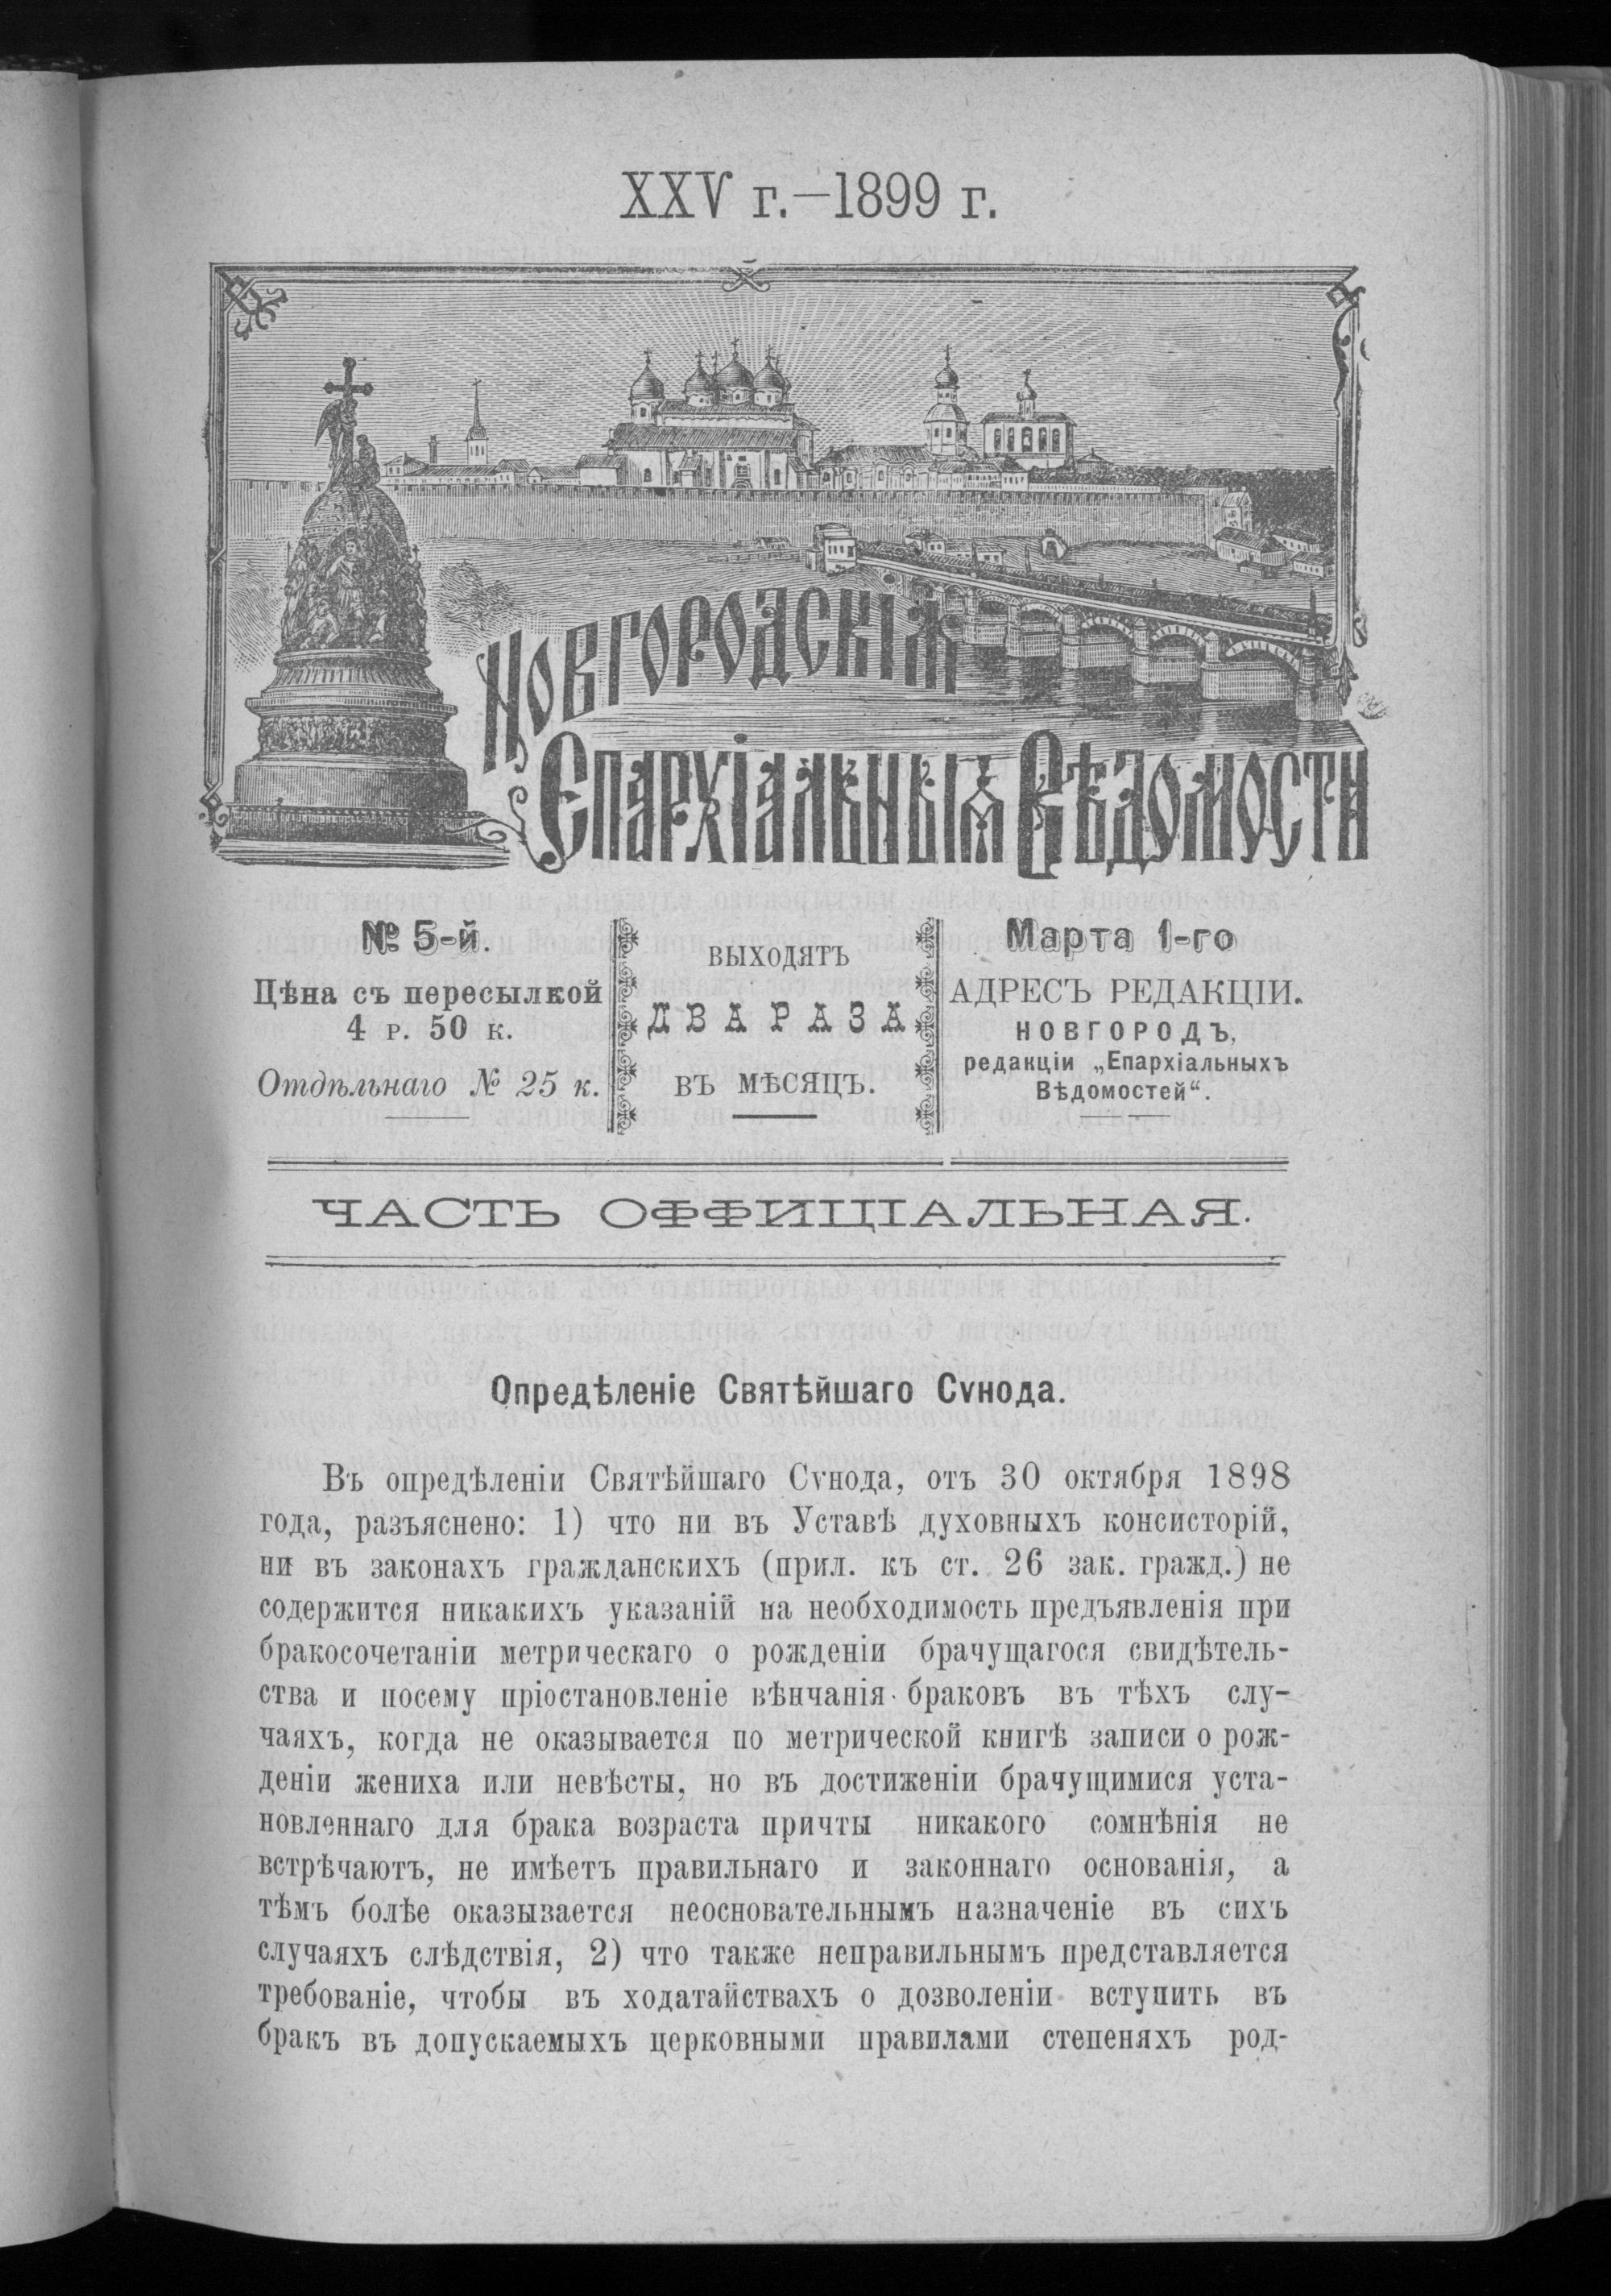 XXV г.—1899 г.
НОВГОРОДСКІЯ
ЕПАРХІАЛЬНЫЯ ВѢДОМОСТИ
№ 5-й.
Цѣна съ пересылкой
4 р. 50 к.
Отдѣльнаго № 25 к.
ВЫХОДЯТЪ
ДВА РАЗА
ВЪ МѢСЯЦЪ.
Марта 1-го
АДРЕСЪ РЕДАКЦІИ.
НОВГОРОДЪ,
редакціи „Епархіальныхъ
Вѣдомостей“.
ЧАСТЬ ОФФИЦІАЛЬНАЯ.
Опредѣленіе Святѣйшаго Сѵнода.
Въ опредѣленіи Святѣйшаго Сѵнода, отъ 30 октября 1898
года, разъяснено: 1) что ни въ Уставѣ духовныхъ консисторій,
ни въ законахъ гражданскихъ (прил. къ ст. 26 зак. гражд.) не
содержится никакихъ указаній на необходимость предъявленія при
бракосочетаніи метрическаго о рожденіи брачущагося свидѣтель-
ства и посему пріостановленіе вѣнчанія браковъ въ тѣхъ слу-
чаяхъ, когда не оказывается по метрической книгѣ записи о рож-
деніи жениха или невѣсты, но въ достиженіи брачущимися уста-
новленнаго для брака возраста причты никакого сомнѣнія не
встрѣчаютъ, не имѣетъ правильнаго и законнаго основанія, а
тѣмъ болѣе оказывается неосновательнымъ назначеніе въ сихъ
случаяхъ слѣдствія, 2) что также неправильнымъ представляется
требованіе, чтобы въ ходатайствахъ о дозволеніи вступить въ
бракъ въ допускаемыхъ церковными правилами степеняхъ род-